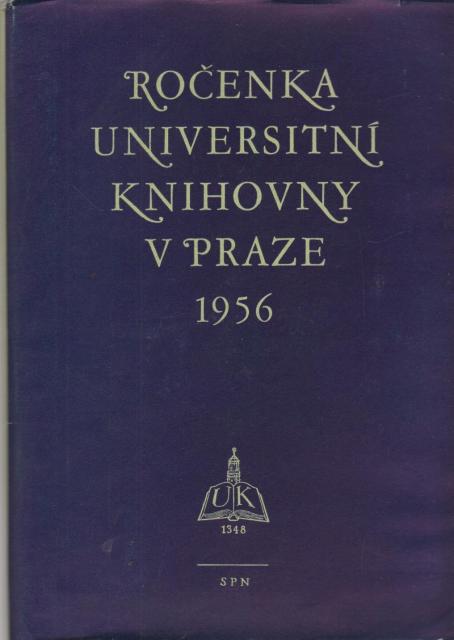 ROČENKA
UNIVERSITNÍ
KNIHOVNY
V PRAZE
1956
UK
1348
SPN